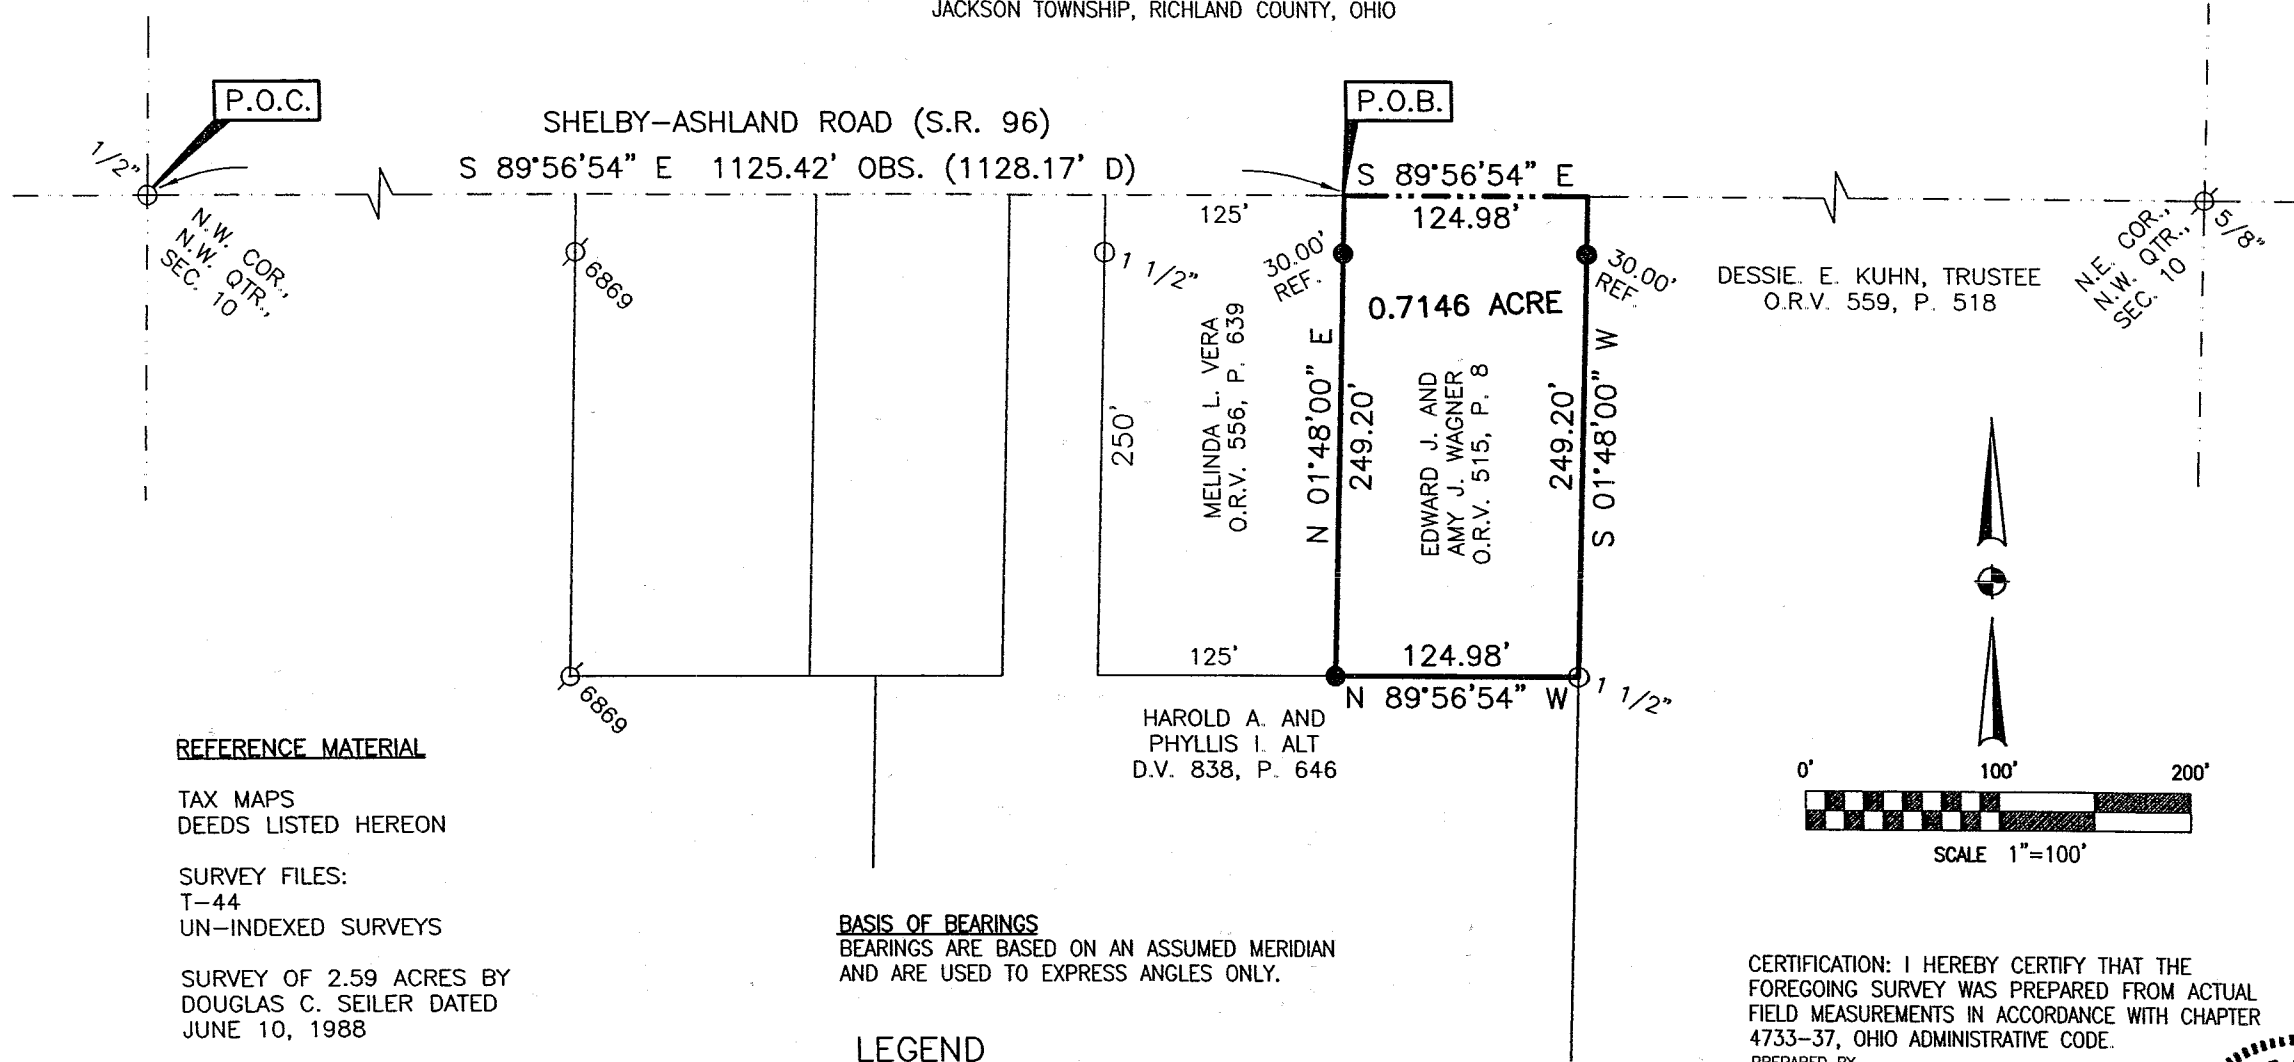 JACKSON TOWNSHIP, RICHLAND COUNTY, OHIO
P.O.C.
P.O.B.
SHELBY-ASHLAND ROAD (S.R. 96)
1/2"
S 89°56'54" E 1125.42' OBS. (1128.17' D)
S 89°56'54" E
124.98'
125'
N.W. COR.,
N.W. QTR.,
SEC. 10
6869
1 1/2"
30.00'
REF.
30.00'
REF.
0.7146 ACRE
DESSIE E. KUHN, TRUSTEE
O.R.V. 559, P. 518
N.E. COR.,
N.W. QTR.,
SEC. 10
5/8"
250'
MELINDA L. VERA
O.R.V. 556, P. 639
N 01°48'00" E
249.20'
EDWARD J. AND
AMY J. WAGNER
O.R.V. 515, P. 8
249.20'
S 01°48'00" W
125'
124.98'
N 89°56'54" W
1 1/2"
6869
HAROLD A. AND
PHYLLIS I. ALT
D.V. 838, P. 646
REFERENCE MATERIAL
TAX MAPS
DEEDS LISTED HEREON
SURVEY FILES:
T-44
UN-INDEXED SURVEYS
SURVEY OF 2.59 ACRES BY
DOUGLAS C. SEILER DATED
JUNE 10, 1988
0' 100' 200'
SCALE 1"=100'
BASIS OF BEARINGS
BEARINGS ARE BASED ON AN ASSUMED MERIDIAN
AND ARE USED TO EXPRESS ANGLES ONLY.
LEGEND
CERTIFICATION: I HEREBY CERTIFY THAT THE
FOREGOING SURVEY WAS PREPARED FROM ACTUAL
FIELD MEASUREMENTS IN ACCORDANCE WITH CHAPTER
4733-37, OHIO ADMINISTRATIVE CODE.
PREPARED BY